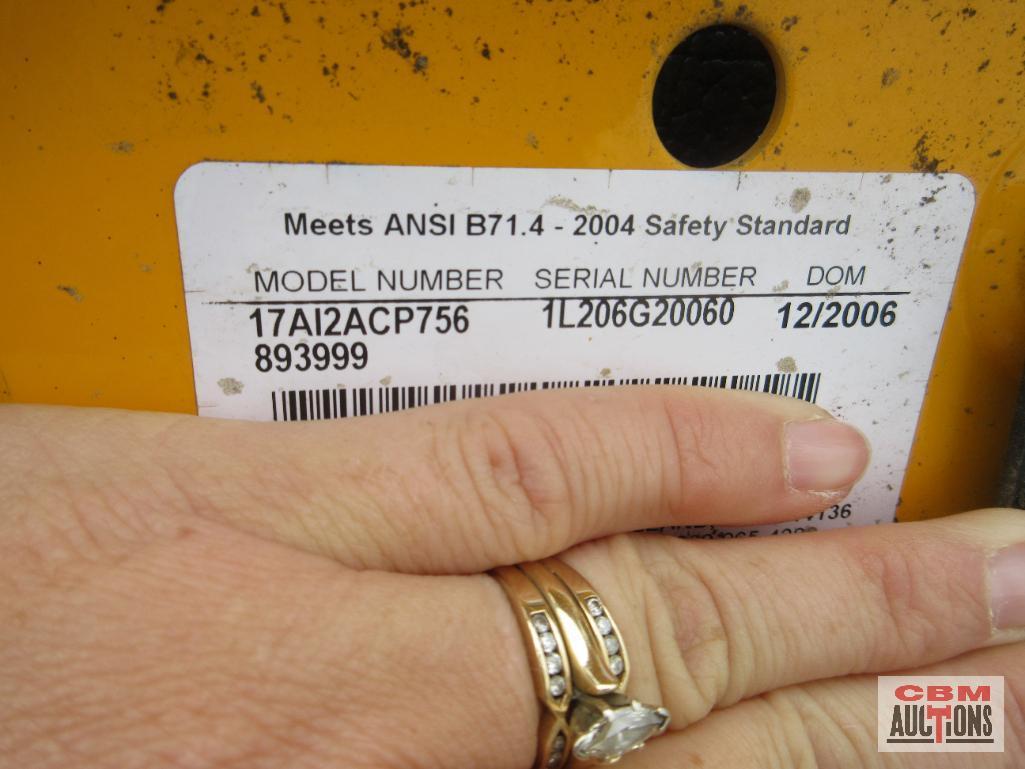 Meets ANSI B71.4 - 2004 Safety Standard
MODEL NUMBER SERIAL NUMBER DOM
17AI2ACP756 1L206G20060 12/2006
893999
CBM
AUCTIONS